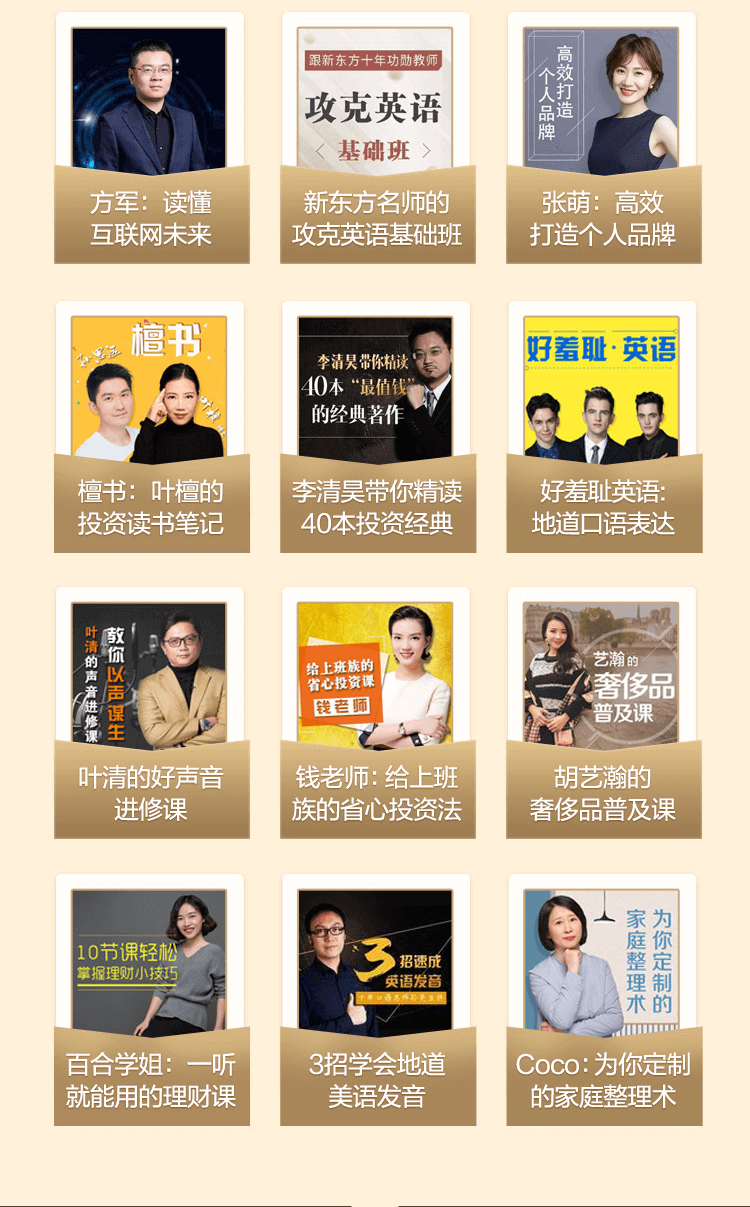 方军：读懂
互联网未来
跟新东方十年功勋教师
攻克英语
基础班
新东方名师的
攻克英语基础班
高效打造
个人品牌
张萌：高效
打造个人品牌
檀书
檀书：叶檀的
投资读书笔记
李清昊带你精读
40本“最值钱”
的经典著作
李清昊带你精读
40本投资经典
好羞耻·英语
好羞耻英语:
地道口语表达
教你以声谋生
叶清的声音进修课
叶清的好声音
进修课
给上班族的
省心投资课
钱老师
钱老师：给上班
族的省心投资法
艺瀚的
奢侈品
普及课
胡艺瀚的
奢侈品普及课
10节课轻松
掌握理财小技巧
百合学姐：一听
就能用的理财课
3招速成
英语发音
3招学会地道
美语发音
为你定制的
家庭整理术
Coco：为你定制
的家庭整理术